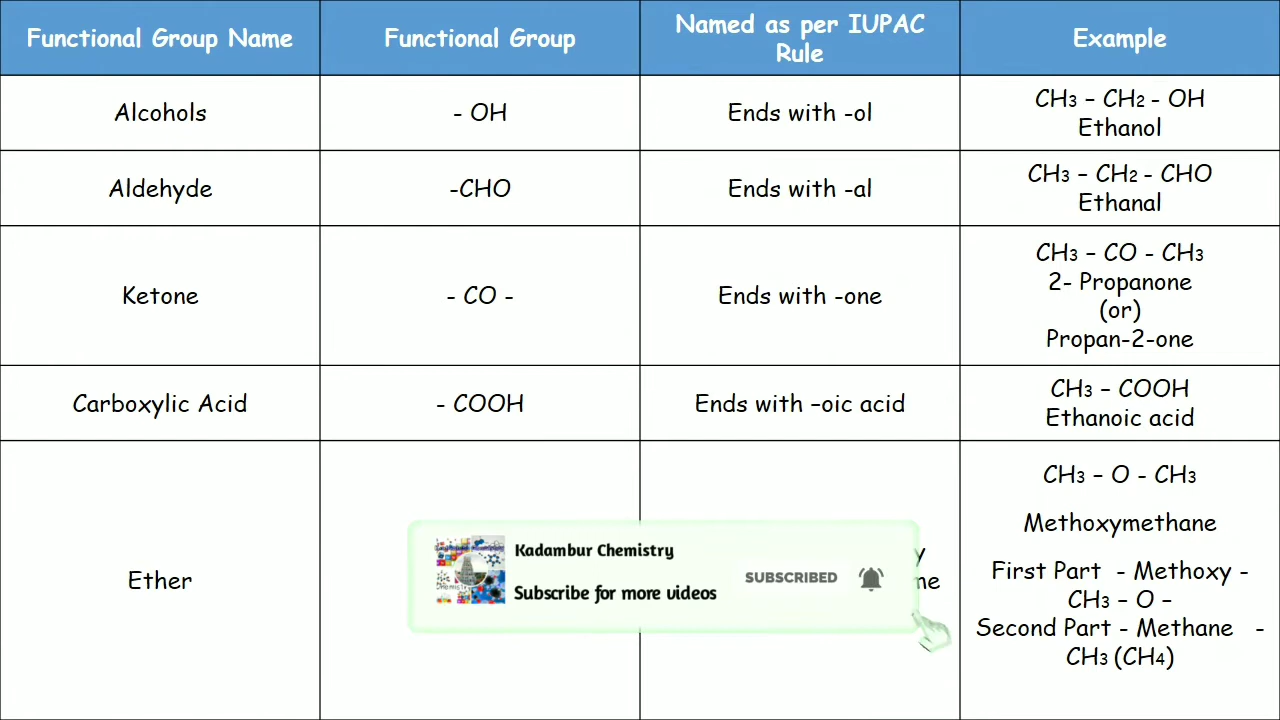 Functional Group Name
Functional Group
Named as per IUPAC
Rule
Example
Alcohols
- OH
Ends with -ol
CH3 – CH2 - OH
Ethanol
Aldehyde
-CHO
Ends with -al
CH3 – CH2 - CHO
Ethanal
Ketone
- CO -
Ends with -one
CH3 – CO - CH3
2- Propanone
(or)
Propan-2-one
Carboxylic Acid
- COOH
Ends with –oic acid
CH3 – COOH
Ethanoic acid
Ether
CH3 – O - CH3
Methoxymethane
First Part - Methoxy -
CH3 – O –
Second Part - Methane -
CH3 (CH4)
Kadambur Chemistry
Subscribe for more videos
SUBSCRIBED